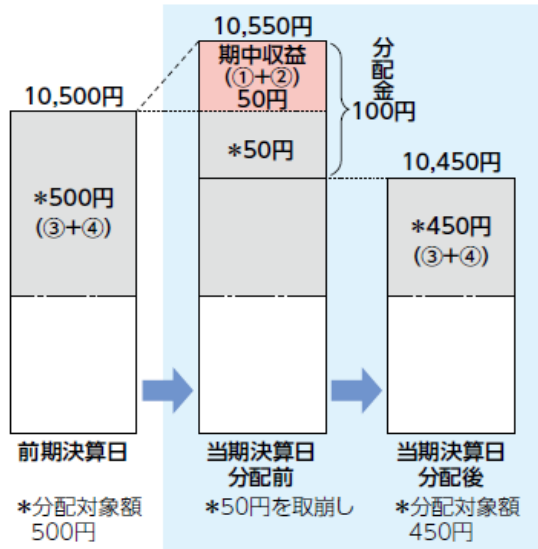 10,550円
期中収益
(①+②)
50円
分配金
100円
10,500円
*50円
10,450円
*500円
(③+④)
*450円
(③+④)
前期決算日
当期決算日
分配前
当期決算日
分配後
*分配対象額
500円
*50円を取崩し
*分配対象額
450円